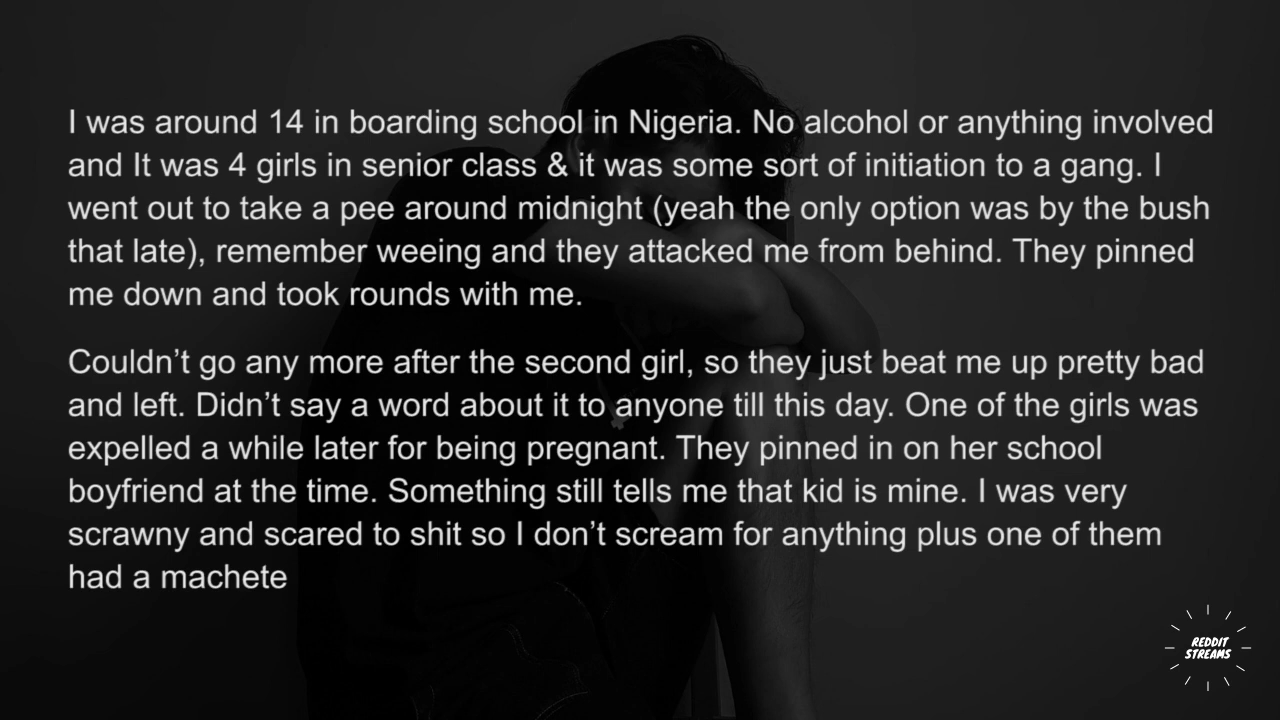 I was around 14 in boarding school in Nigeria. No alcohol or anything involved
and It was 4 girls in senior class & it was some sort of initiation to a gang. I
went out to take a pee around midnight (yeah the only option was by the bush
that late), remember weeing and they attacked me from behind. They pinned
me down and took rounds with me.
Couldn’t go any more after the second girl, so they just beat me up pretty bad
and left. Didn’t say a word about it to anyone till this day. One of the girls was
expelled a while later for being pregnant. They pinned in on her school
boyfriend at the time. Something still tells me that kid is mine. I was very
scrawny and scared to shit so I don’t scream for anything plus one of them
had a machete
REDDIT
STREAMS